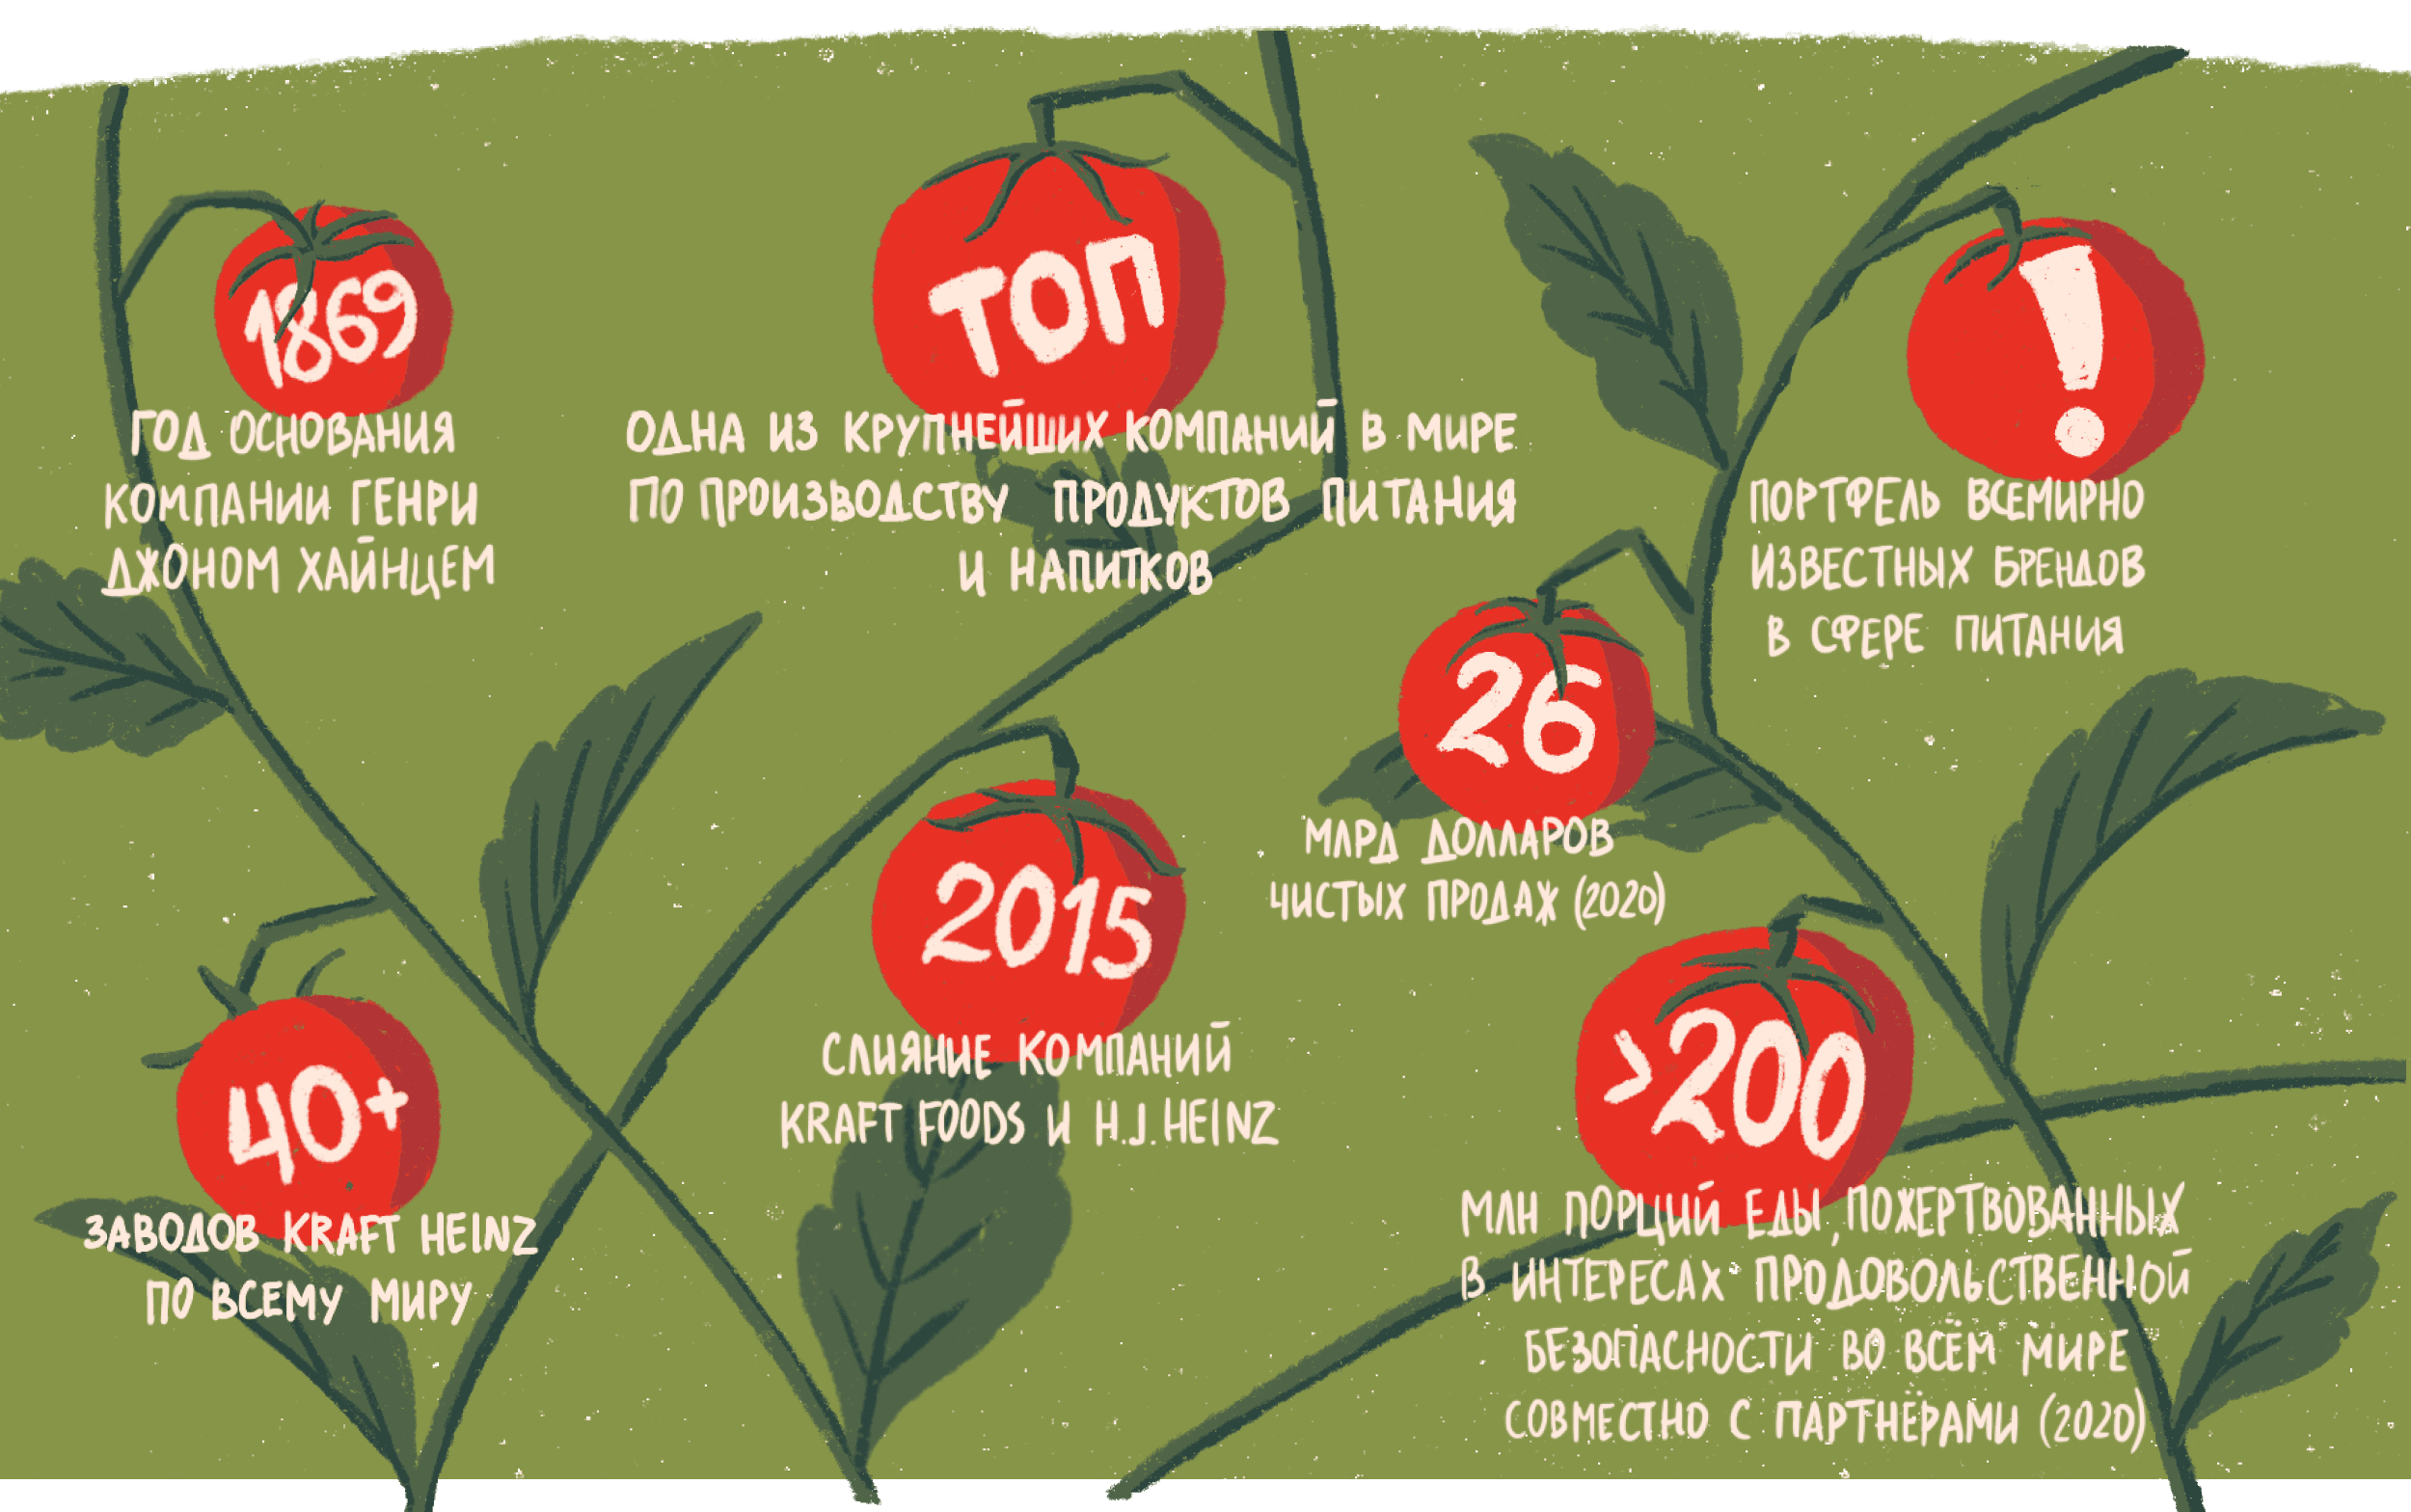 1869
ГОД ОСНОВАНИЯ
КОМПАНИИ ГЕНРИ
ДЖОНОМ ХАЙНЦЕМ
ТОП
ОДНА ИЗ КРУПНЕЙШИХ КОМПАНИЙ В МИРЕ
ПО ПРОИЗВОДСТВУ ПРОДУКТОВ ПИТАНИЯ
И НАПИТКОВ
!
ПОРТФЕЛЬ ВСЕМИРНО
ИЗВЕСТНЫХ БРЕНДОВ
В СФЕРЕ ПИТАНИЯ
40+
ЗАВОДОВ KRAFT HEINZ
ПО ВСЕМУ МИРУ
2015
СЛИЯНИЕ КОМПАНИЙ
KRAFT FOODS И H.J. HEINZ
26
МЛРД ДОЛЛАРОВ
ЧИСТЫХ ПРОДАЖ (2020)
>200
МЛН ПОРЦИЙ ЕДЫ, ПОЖЕРТВОВАННЫХ
В ИНТЕРЕСАХ ПРОДОВОЛЬСТВЕННОЙ
БЕЗОПАСНОСТИ ВО ВСЁМ МИРЕ
СОВМЕСТНО С ПАРТНЁРАМИ (2020)